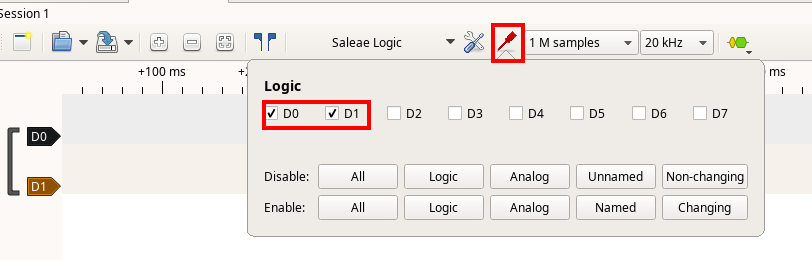 Session 1
Saleae Logic
1 M samples
20 kHz
+100 ms
ms
Logic
D0 D1 D2 D3 D4 D5 D6 D7
D0
D1
Disable: All Logic Analog Unnamed Non-changing
Enable: All Logic Analog Named Changing